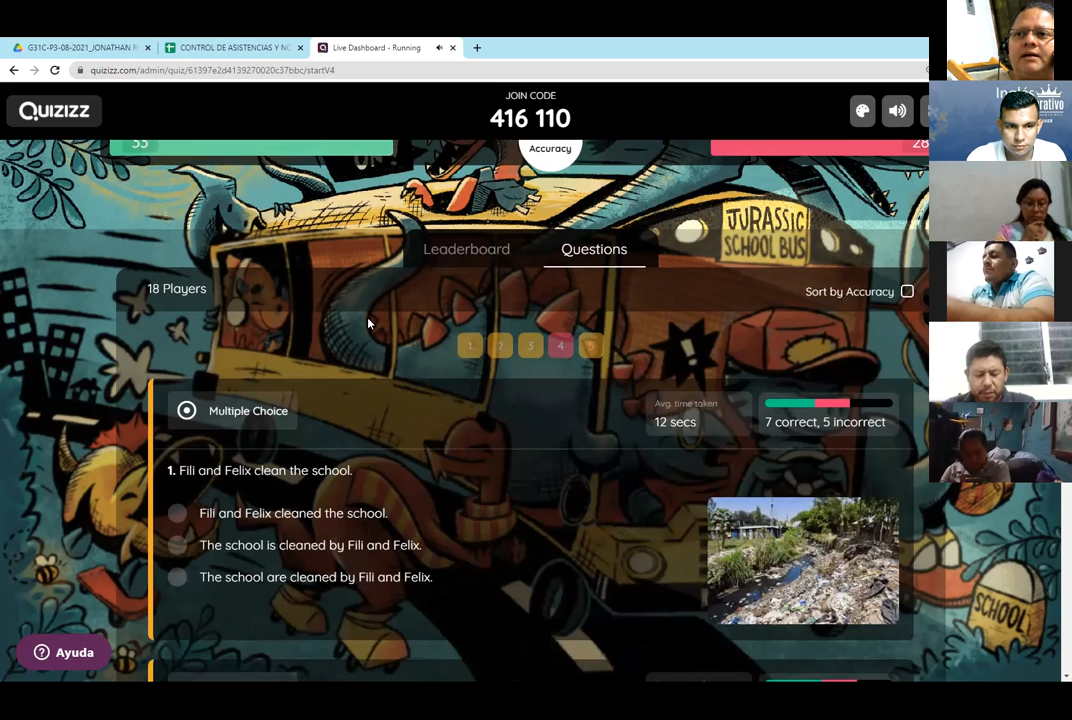 G31C-P3-08-2021_JONATHAN R
CONTROL DE ASISTENCIAS Y NO
Live Dashboard - Running
quizizz.com/admin/quiz/61397e2d4139270020c37bbc/startV4
QUIZIZZ
JOIN CODE
416 110
33
Accuracy
28
JURASSIC
SCHOOL BUS
Leaderboard
Questions
18 Players
Sort by Accuracy
1 2 3 4 5
Multiple Choice
Avg. time taken
12 secs
7 correct, 5 incorrect
1. Fili and Felix clean the school.
Fili and Felix cleaned the school.
The school is cleaned by Fili and Felix.
The school are cleaned by Fili and Felix.
SCHOOL
Ayuda
Inglés